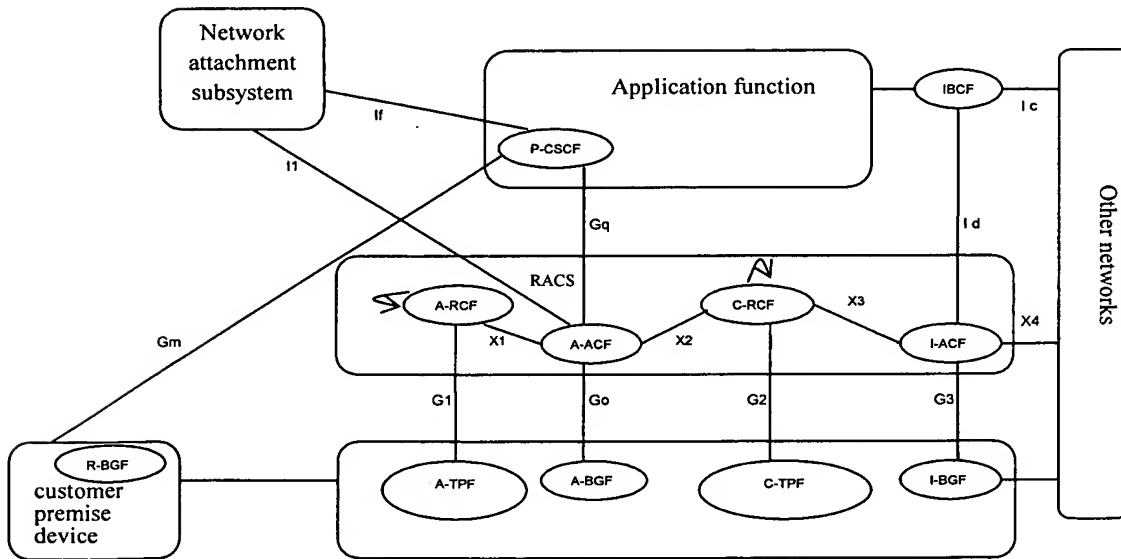 Network
attachment
subsystem
Application function
IBCF
I c
If
P-CSCF
I1
Other networks
Gq
I d
RACS
A-RCF
C-RCF
X3
X4
Gm
X1
A-ACF
X2
I-ACF
G1
Go
G2
G3
R-BGF
customer
premise
device
A-TPF
A-BGF
C-TPF
I-BGF